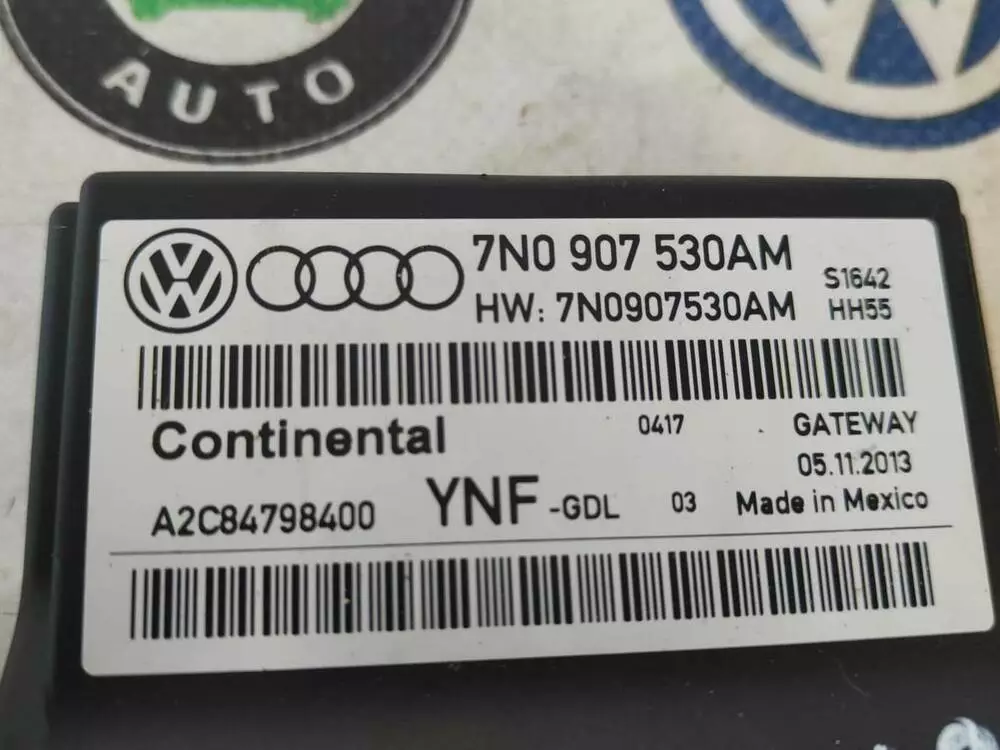 AUTO
7N0 907 530AM
HW: 7N0907530AM
S1642
HH55
Continental
0417
GATEWAY
05.11.2013
A2C84798400
YNF -GDL
03
Made in Mexico